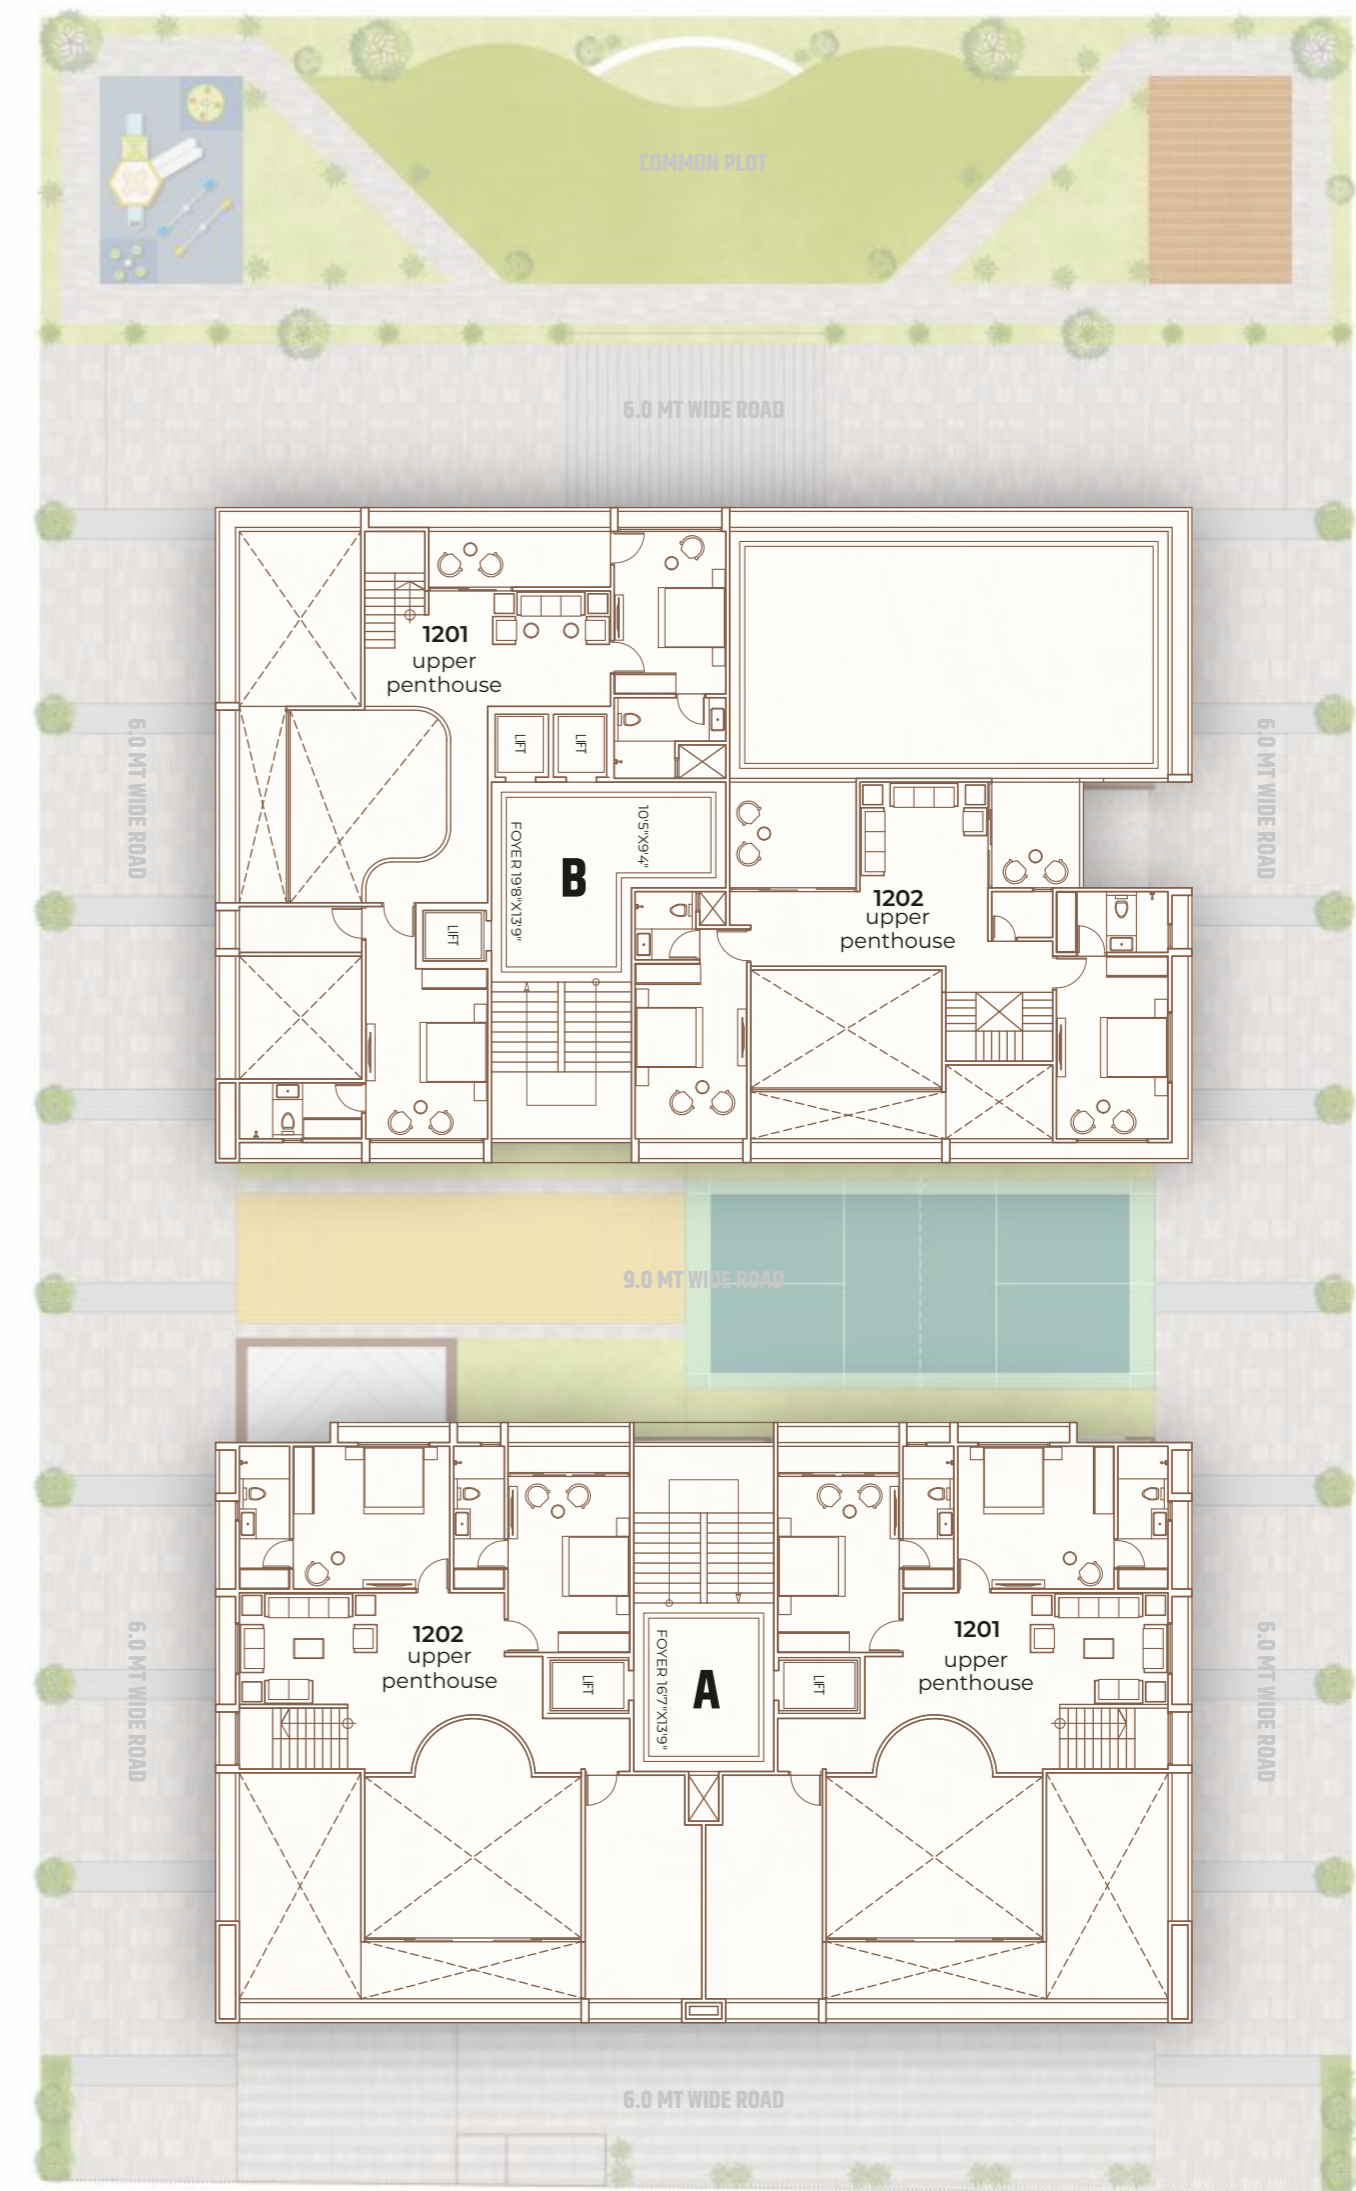 COMMON PLOT
6.0 MT WIDE ROAD
1201
upper
penthouse
LIFT
LIFT
6.0 MT WIDE ROAD
6.0 MT WIDE ROAD
FOYER 19'8"X13'9"
10'5"X9'4"
B
LIFT
1202
upper
penthouse
9.0 MT WIDE ROAD
1202
upper
penthouse
LIFT
FOYER 16'7"X13'9"
A
LIFT
1201
upper
penthouse
6.0 MT WIDE ROAD
6.0 MT WIDE ROAD
6.0 MT WIDE ROAD